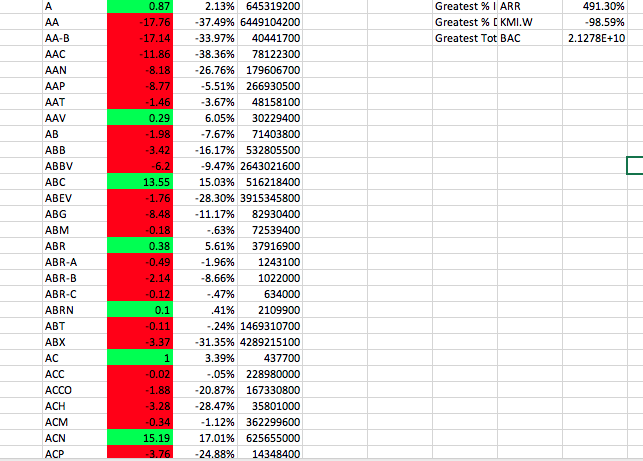 A 0.87 2.13% 645319200 Greatest % I ARR 491.30%
AA -17.76 -37.49% 6449104200 Greatest % D KMI.W -98.59%
AA-B -17.14 -33.97% 40441700 Greatest Tot BAC 2.1278E+10
AAC -11.86 -38.36% 78122300
AAN -8.18 -26.76% 179606700
AAP -8.77 -5.51% 266930500
AAT -1.46 -3.67% 48158100
AAV 0.29 6.05% 30229400
AB -1.98 -7.67% 71403800
ABB -3.42 -16.17% 532805500
ABBV -6.2 -9.47% 2643021600
ABC 13.55 15.03% 516218400
ABEV -1.76 -28.30% 3915345800
ABG -8.48 -11.17% 82930400
ABM -0.18 -.63% 72539400
ABR 0.38 5.61% 37916900
ABR-A -0.49 -1.96% 1243100
ABR-B -2.14 -8.66% 1022000
ABR-C -0.12 -.47% 634000
ABRN 0.1 .41% 2109900
ABT -0.11 -.24% 1469310700
ABX -3.37 -31.35% 4289215100
AC 1 3.39% 437700
ACC -0.02 -.05% 228980000
ACCO -1.88 -20.87% 167330800
ACH -3.28 -28.47% 35801000
ACM -0.34 -1.12% 362299600
ACN 15.19 17.01% 625655000
ACP -3.76 -24.88% 14348400